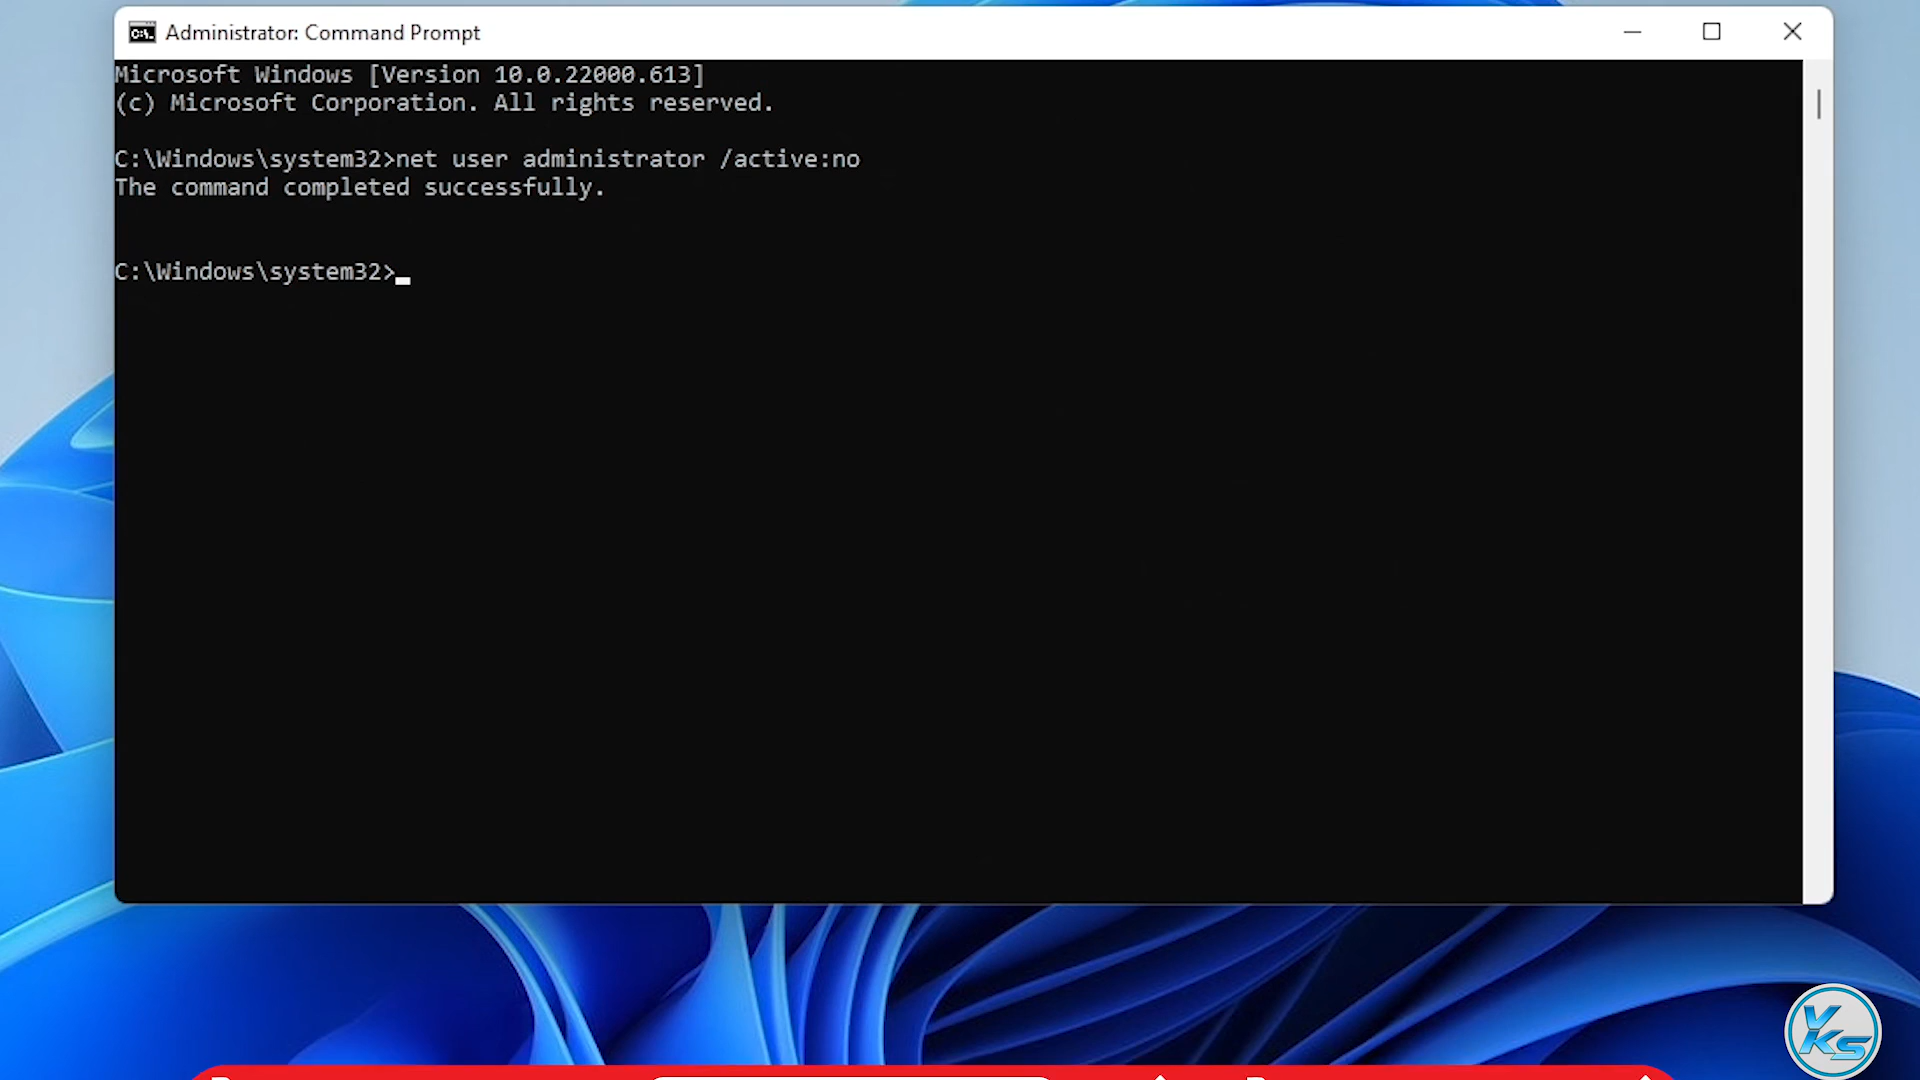 Administrator: Command Prompt
Microsoft Windows [Version 10.0.22000.613]
(c) Microsoft Corporation. All rights reserved.
C:\Windows\system32>net user administrator /active:no
The command completed successfully.
C:\Windows\system32>
VKS